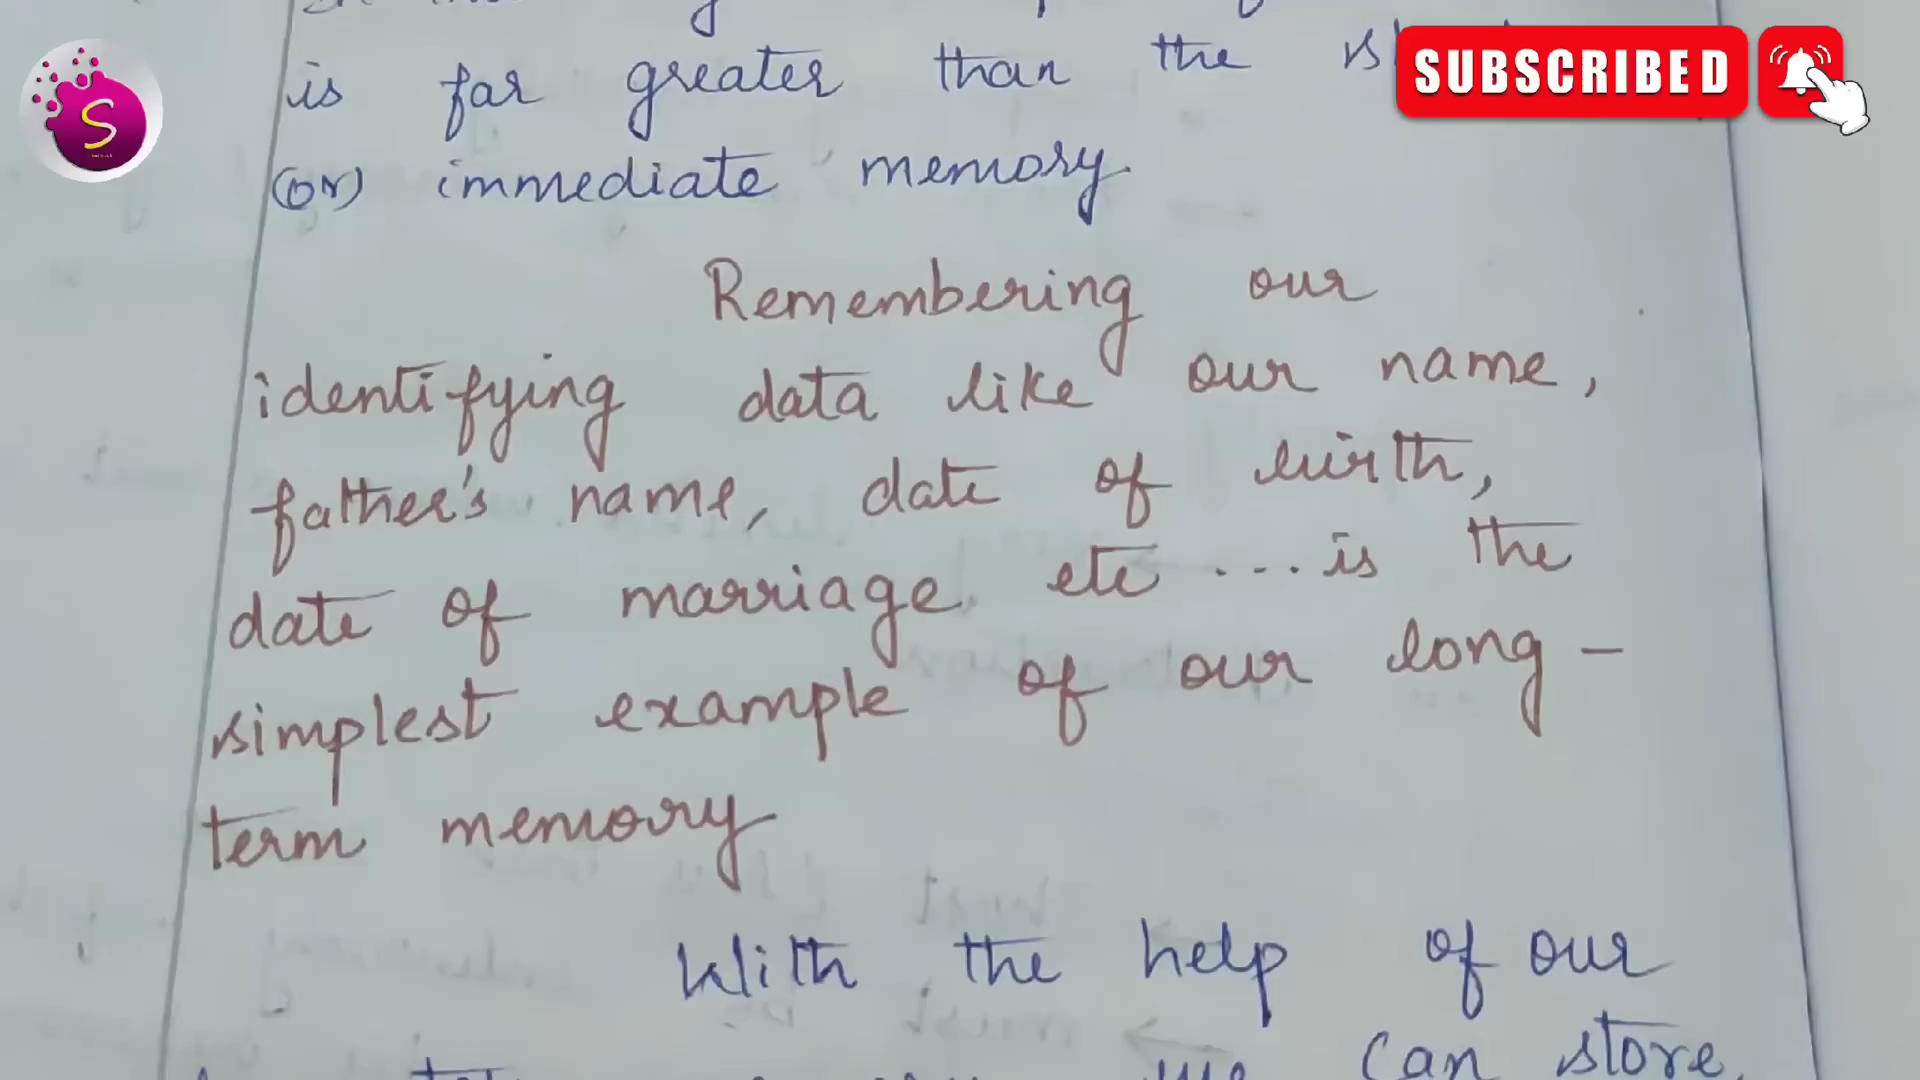 is far greater than the
(or) immediate memory.
Remembering our
identifying data like our name,
father's name, date of birth,
date of marriage etc ... is the
simplest example of our long -
term memory
With the help of our
we can store
SUBSCRIBED
S